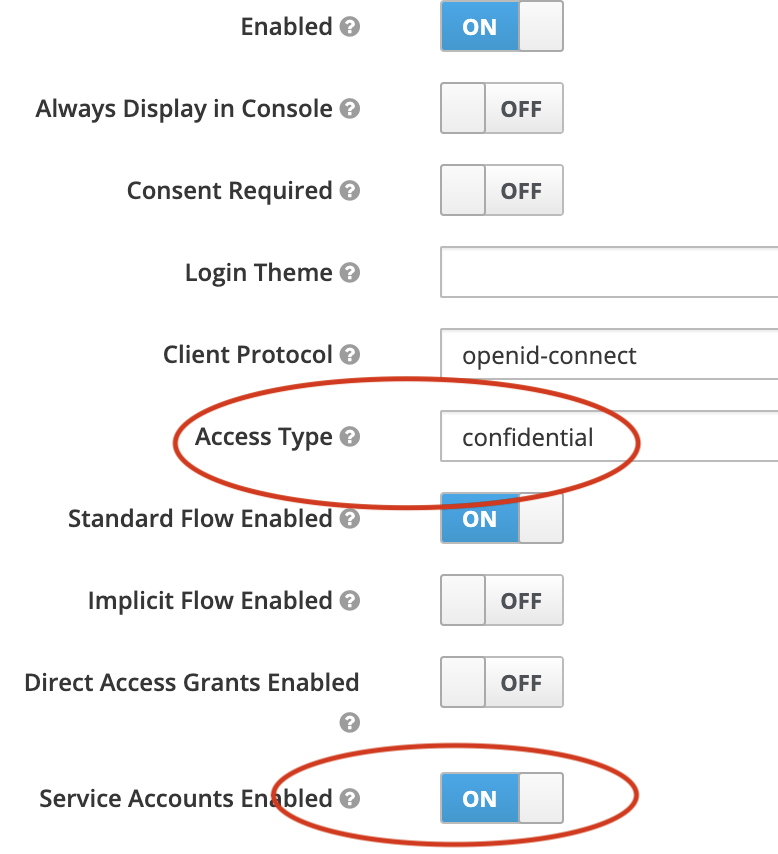 Enabled ? ON
Always Display in Console ? OFF
Consent Required ? OFF
Login Theme ?
Client Protocol ? openid-connect
Access Type ? confidential
Standard Flow Enabled ? ON
Implicit Flow Enabled ? OFF
Direct Access Grants Enabled OFF
?
Service Accounts Enabled ? ON